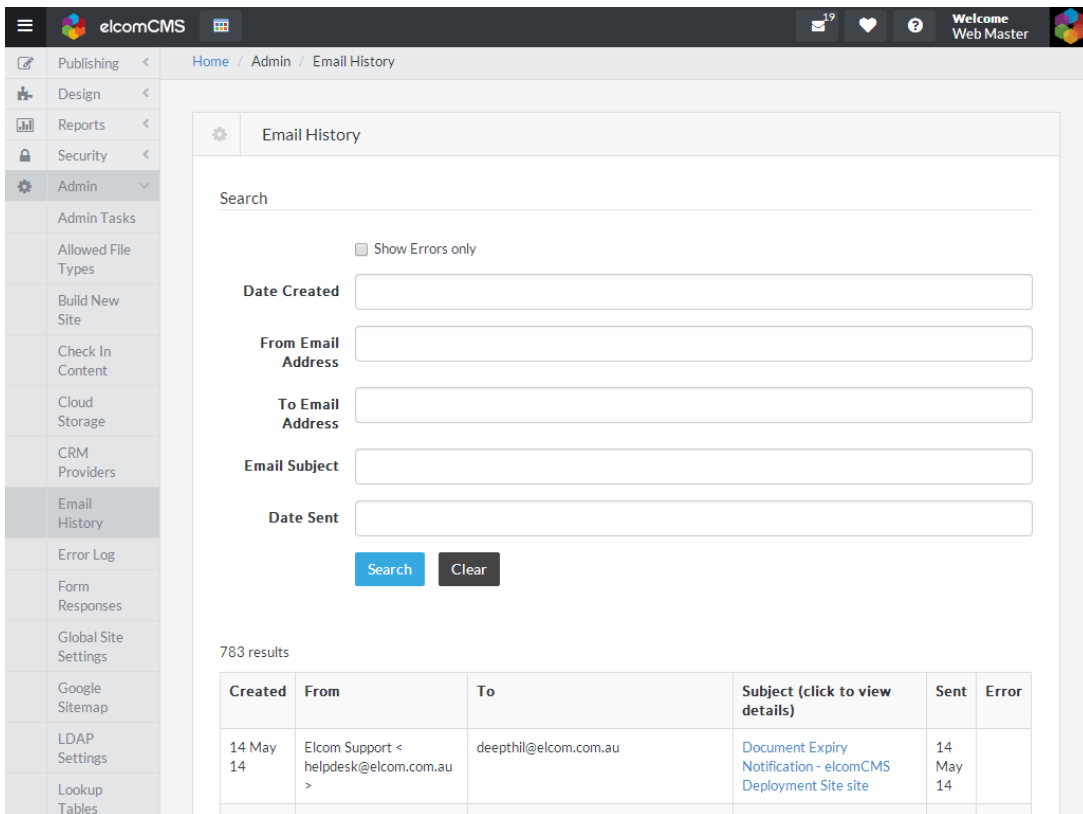 elcomCMS
19
Welcome
Web Master
Publishing
Design
Reports
Security
Admin
Admin Tasks
Allowed File
Types
Build New
Site
Check In
Content
Cloud
Storage
CRM
Providers
Email
History
Error Log
Form
Responses
Global Site
Settings
Google
Sitemap
LDAP
Settings
Lookup
Tables
Home / Admin / Email History
Email History
Search
Show Errors only
Date Created
From Email
Address
To Email
Address
Email Subject
Date Sent
Search Clear
783 results
Created From To Subject (click to view Sent Error
details)
14 May Elcom Support < deepthil@elcom.com.au Document Expiry 14
14 helpdesk@elcom.com.au Notification - elcomCMS May
> Deployment Site site 14